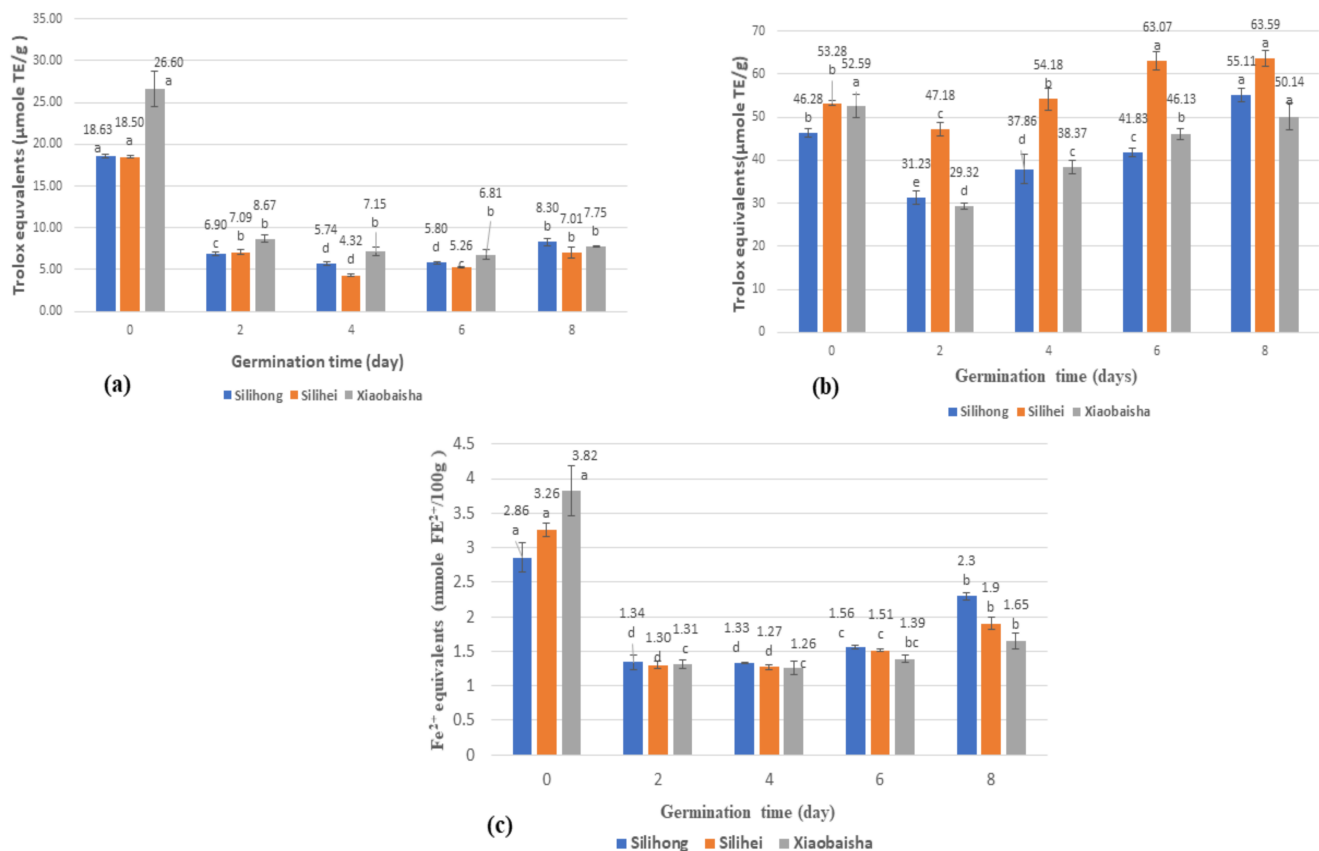 35.00
30.00
25.00
20.00
15.00
10.00
5.00
0.00
Trolox equvalents (µmole TE/g)
18.63
a
18.50
a
26.60
a
6.90
c
7.09
b
8.67
b
5.74
d
4.32
d
7.15
b
5.80
d
5.26
c
6.81
b
8.30
b
7.01
b
7.75
b
0 2 4 6 8
Germination time (day)
(a)
Silihong Silihei Xiaobaisha
70
60
50
40
30
20
10
0
Trolox equivalents(µmole TE/g)
46.28
b
53.28
b
52.59
a
31.23
e
47.18
c
29.32
d
37.86
d
54.18
b
38.37
c
41.83
c
63.07
a
46.13
b
55.11
a
63.59
a
50.14
a
0 2 4 6 8
(b)
Germination time (days)
Silihong Silihei Xiaobaisha
4.5
4
3.5
3
2.5
2
1.5
1
0.5
0
Fe²⁺ equivalents (mmole FE²⁺/100g)
2.86
a
3.26
a
3.82
a
1.34
d
1.30
d
1.31
c
1.33
d
1.27
d
1.26
c
1.56
c
1.51
c
1.39
bc
2.3
b
1.9
b
1.65
b
0 2 4 6 8
Germination time (day)
(c)
Silihong Silihei Xiaobaisha